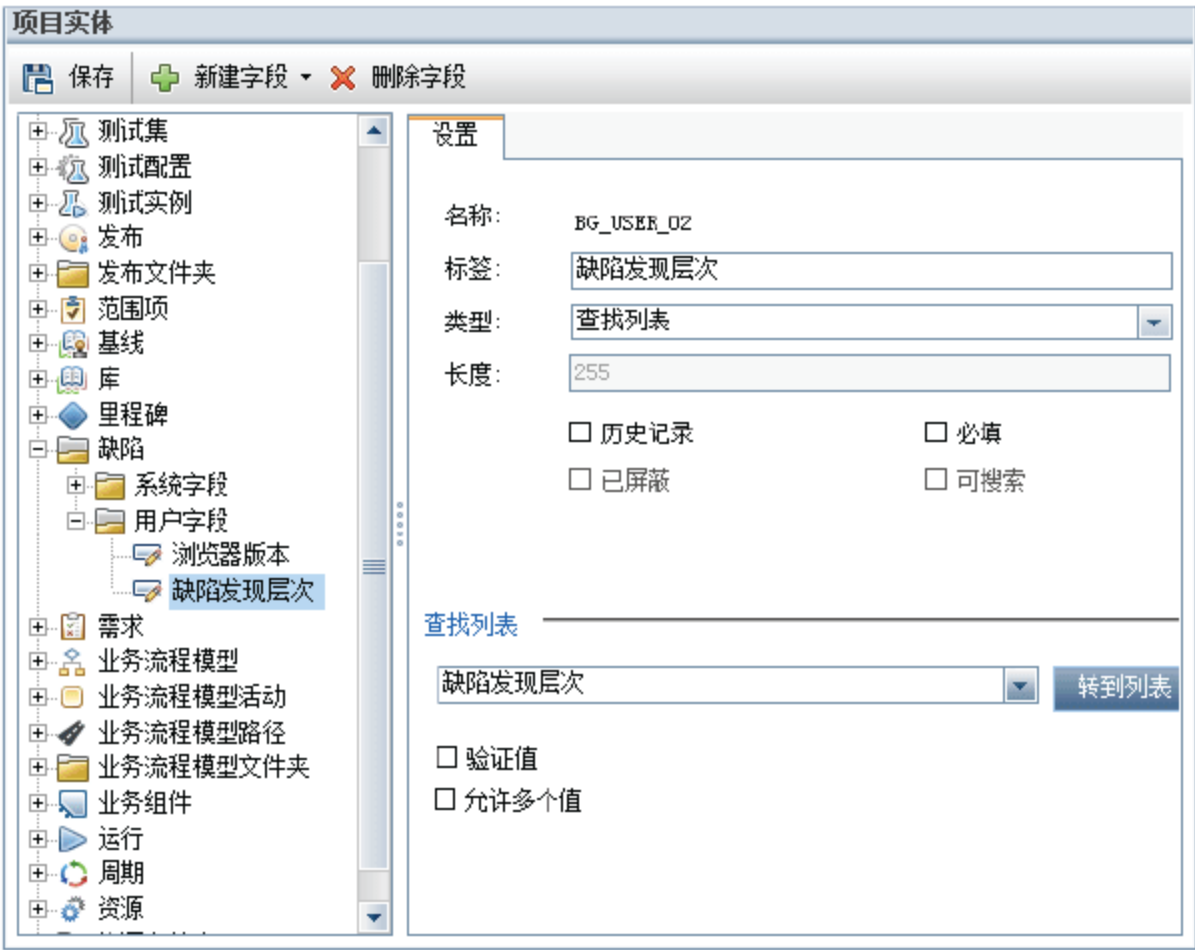 项目实体
保存 新建字段 删除字段
测试集
测试配置
测试实例
发布
发布文件夹
范围项
基线
库
里程碑
缺陷
系统字段
用户字段
浏览器版本
缺陷发现层次
需求
业务流程模型
业务流程模型活动
业务流程模型路径
业务流程模型文件夹
业务组件
运行
周期
资源
设置
名称: BG_USER_02
标签: 缺陷发现层次
类型: 查找列表
长度: 255
历史记录 必填
已屏蔽 可搜索
查找列表
缺陷发现层次 转到列表
验证值
允许多个值